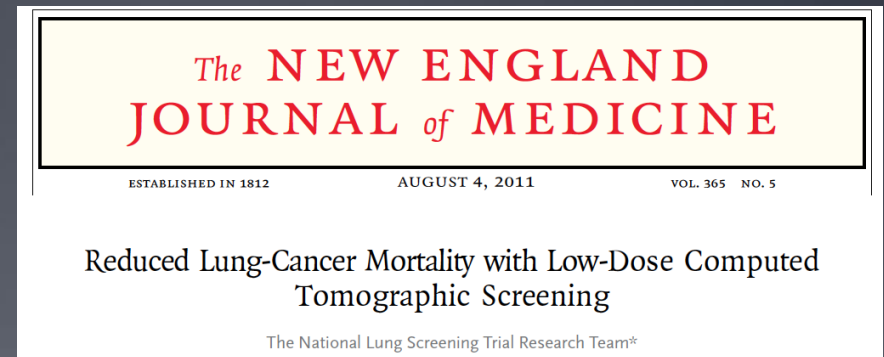 The NEW ENGLAND
JOURNAL of MEDICINE
ESTABLISHED IN 1812 AUGUST 4, 2011 VOL. 365 NO. 5
Reduced Lung-Cancer Mortality with Low-Dose Computed
Tomographic Screening
The National Lung Screening Trial Research Team*